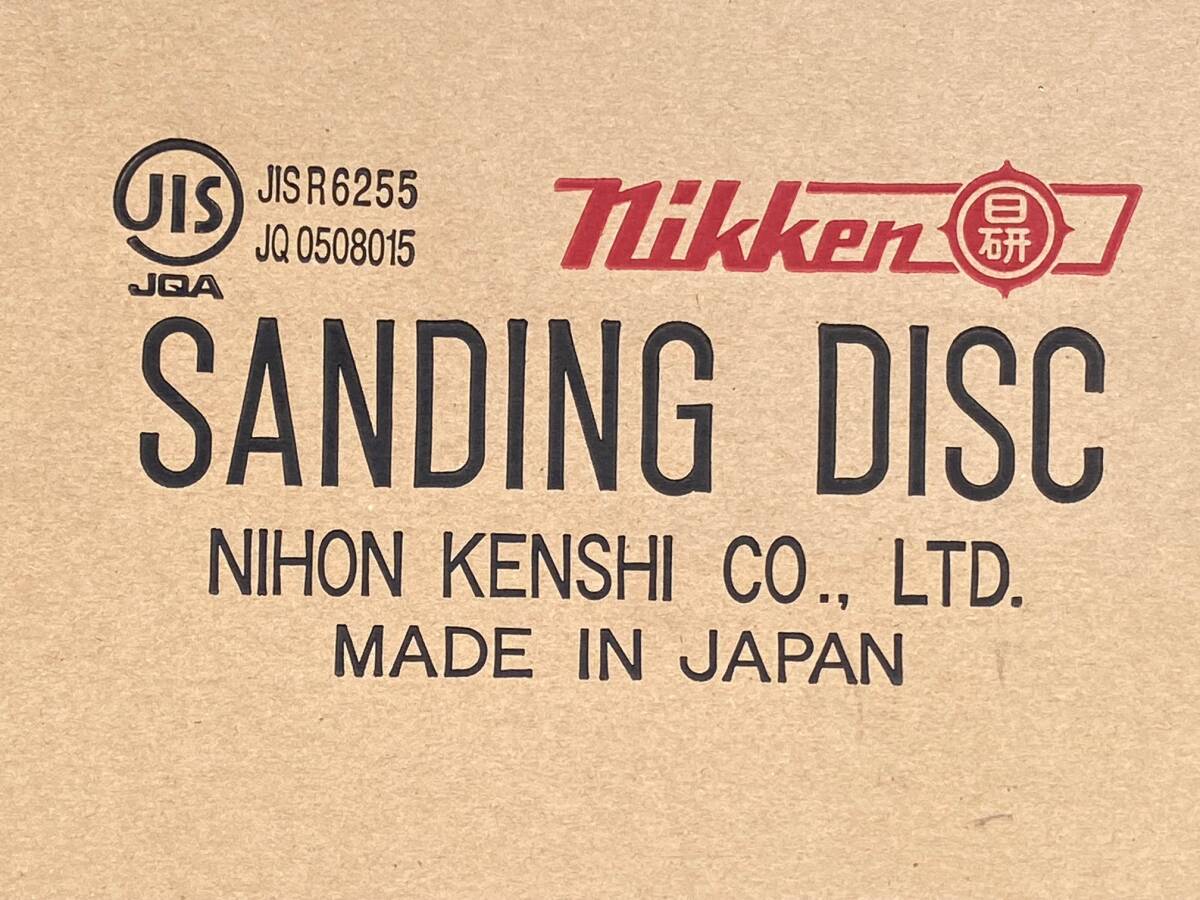 JIS
JQA
JIS R 6255
JQ 0508015
Nikken
日研
SANDING DISC
NIHON KENSHI CO., LTD.
MADE IN JAPAN